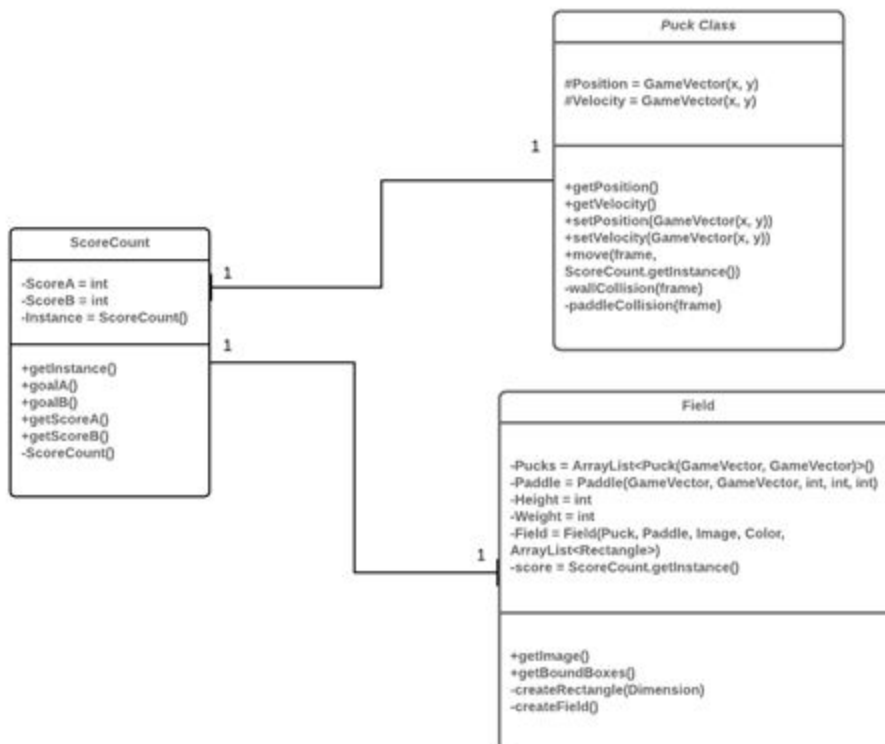 Puck Class
#Position = GameVector(x, y)
#Velocity = GameVector(x, y)
1
+getPosition()
+getVelocity()
+setPosition(GameVector(x, y))
+setVelocity(GameVector(x, y))
+move(frame,
ScoreCount.getInstance())
-wallCollision(frame)
-paddleCollision(frame)
ScoreCount
1
-ScoreA = int
-ScoreB = int
-Instance = ScoreCount()
1
+getInstance()
+goalA()
+goalB()
+getScoreA()
+getScoreB()
-ScoreCount()
Field
-Pucks = ArrayList<Puck(GameVector, GameVector)>()
-Paddle = Paddle(GameVector, GameVector, int, int, int)
-Height = int
-Weight = int
-Field = Field(Puck, Paddle, Image, Color,
ArrayList<Rectangle>)
-score = ScoreCount.getInstance()
1
+getImage()
+getBoundBoxes()
-createRectangle(Dimension)
-createField()